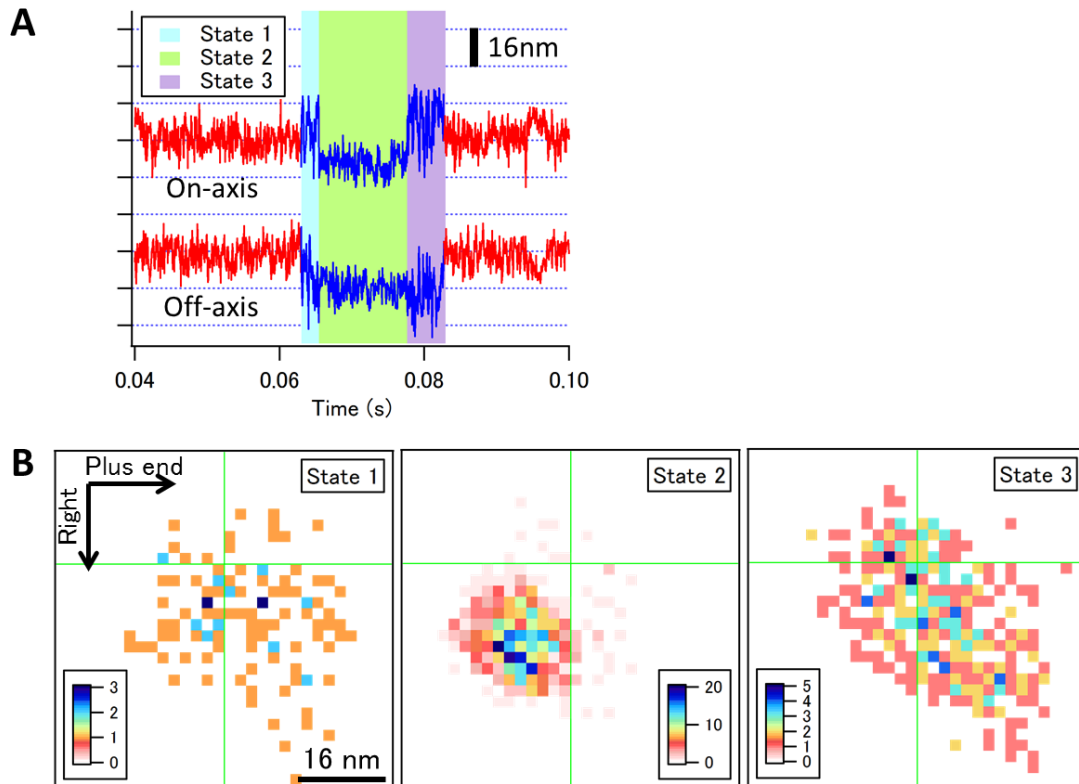 A
State 1
State 2
State 3
16nm
On-axis
Off-axis
0.04
0.06
0.08
0.10
Time (s)
B
Plus end
Right
State 1
3
2
1
0
16 nm
State 2
20
10
0
State 3
5
4
3
2
1
0